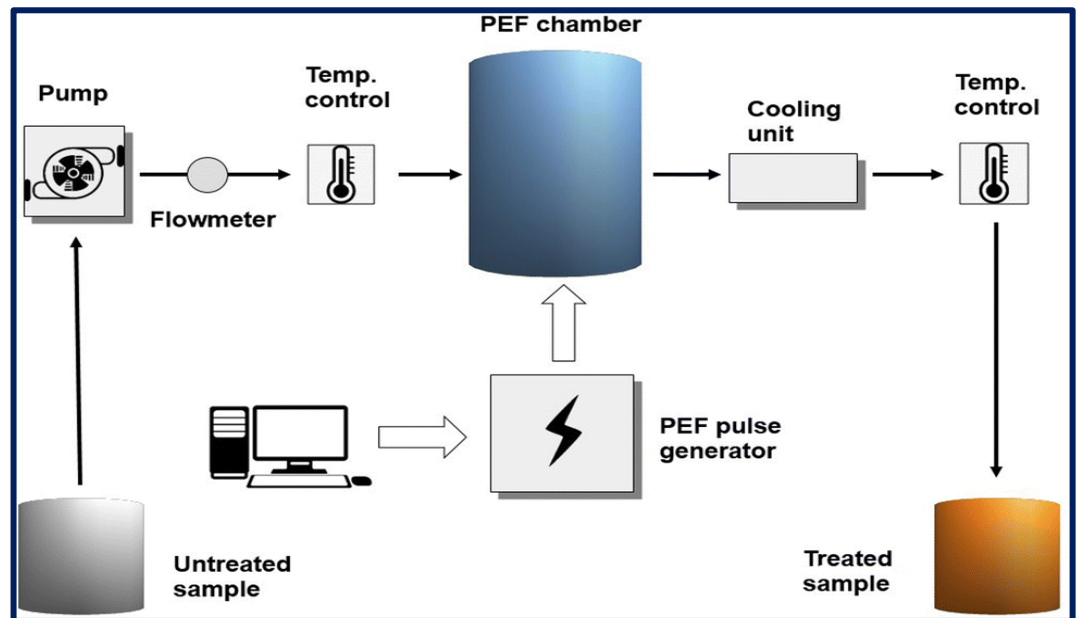 PEF chamber
Temp.
control
Pump
Cooling
unit
Temp.
control
Flowmeter
PEF pulse
generator
Untreated
sample
Treated
sample